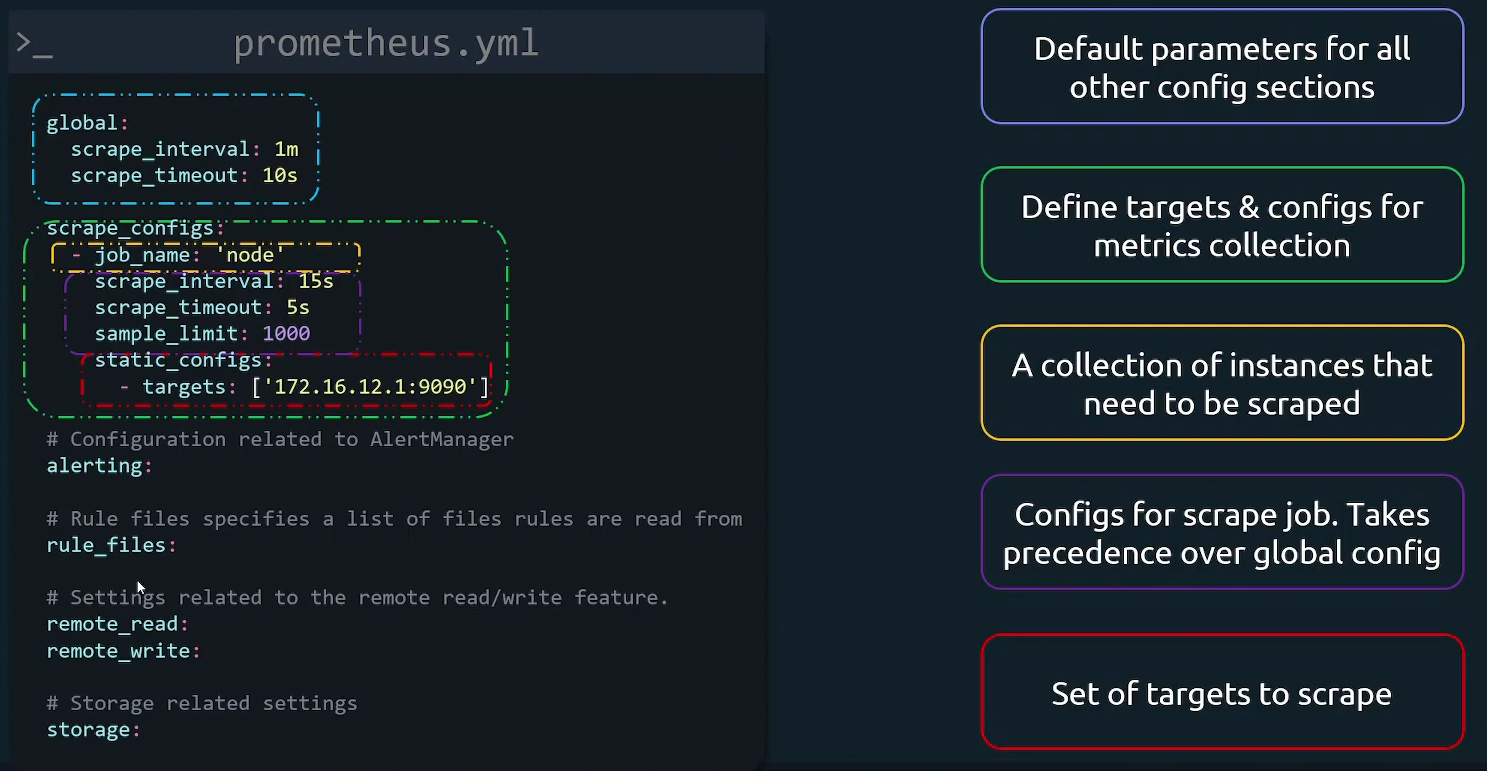 >_ prometheus.yml
global:
  scrape_interval: 1m
  scrape_timeout: 10s
scrape_configs:
  - job_name: 'node'
    scrape_interval: 15s
    scrape_timeout: 5s
    sample_limit: 1000
    static_configs:
      - targets: ['172.16.12.1:9090']
# Configuration related to AlertManager
alerting:
# Rule files specifies a list of files rules are read from
rule_files:
# Settings related to the remote read/write feature.
remote_read:
remote_write:
# Storage related settings
storage:
Default parameters for all
other config sections
Define targets & configs for
metrics collection
A collection of instances that
need to be scraped
Configs for scrape job. Takes
precedence over global config
Set of targets to scrape